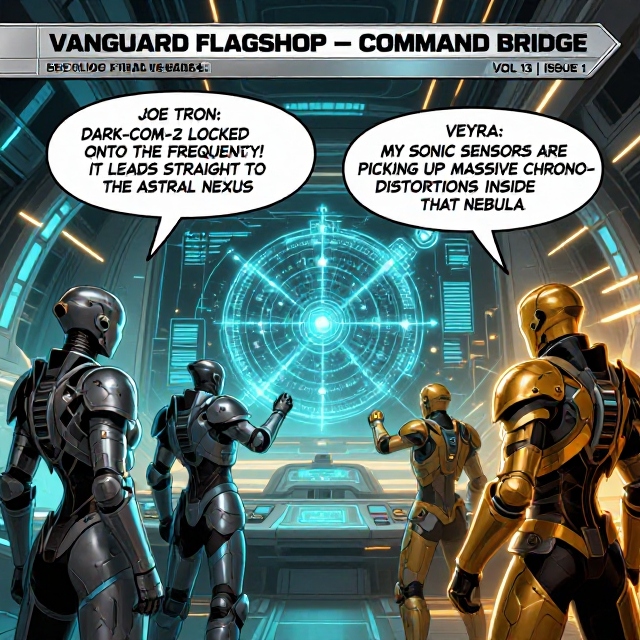 VANGUARD FLAGSHOP – COMMAND BRIDGE
VOL 13 | ISSUE 1
JOE TRON:
DARK-COM-2 LOCKED
ONTO THE FREQUENTY!
IT LEADS STRAIGHT TO
THE ASTRAL NEXUS
VEYRA:
MY SONIC SENSORS ARE
PICKING UP MASSIVE CHRONO-
DISTORTIONS INSIDE
THAT NEBULA